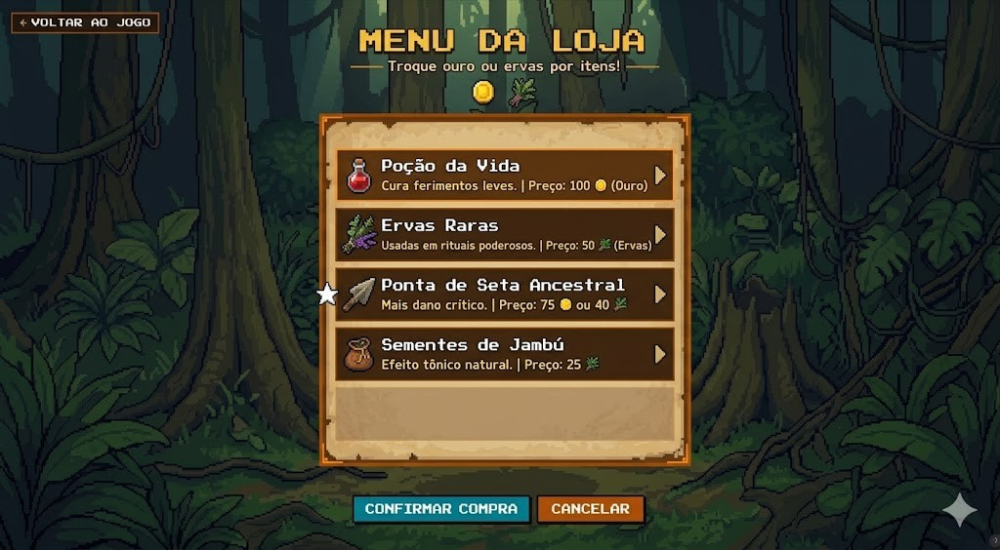 ← VOLTAR AO JOGO
MENU DA LOJA
Troque ouro ou ervas por itens!
Poção da Vida
Cura ferimentos leves. | Preço: 100 (Ouro)
Ervas Raras
Usadas em rituais poderosos. | Preço: 50 (Ervas)
Ponta de Seta Ancestral
Mais dano crítico. | Preço: 75 ou 40
Sementes de Jambú
Efeito tônico natural. | Preço: 25
CONFIRMAR COMPRA
CANCELAR